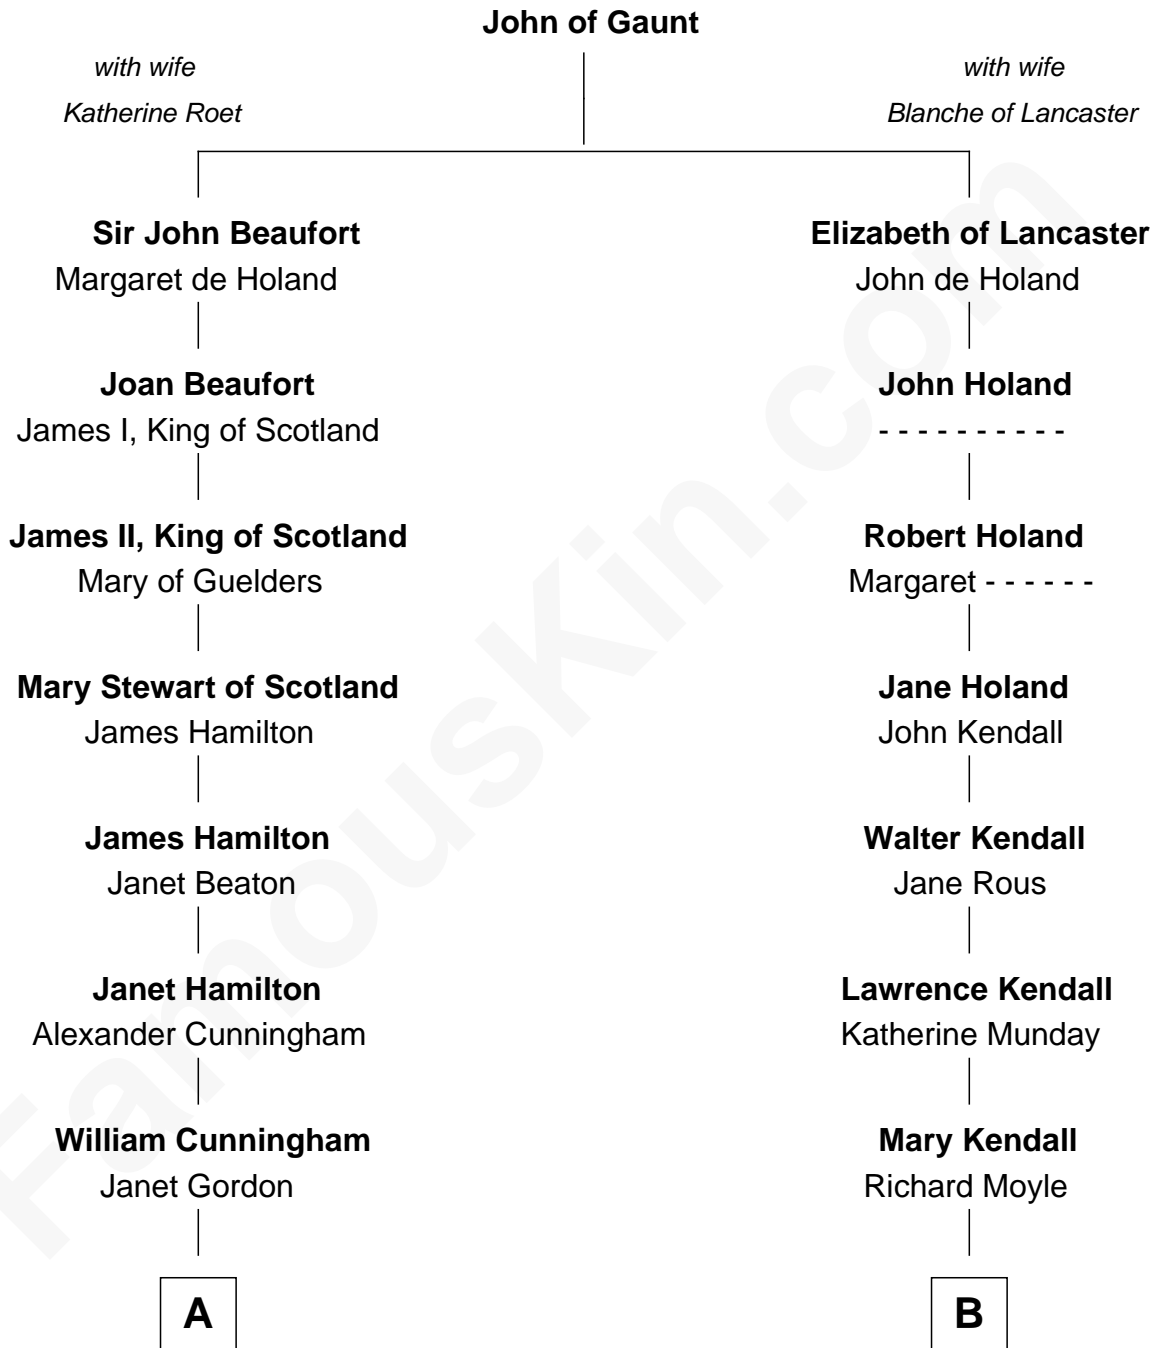 John of Gaunt
with wife
Katherine Roet
with wife
Blanche of Lancaster
Sir John Beaufort
Margaret de Holand
Elizabeth of Lancaster
John de Holand
Joan Beaufort
James I, King of Scotland
John Holand
- - - - - - - - - -
James II, King of Scotland
Mary of Guelders
Robert Holand
Margaret - - - - - -
Mary Stewart of Scotland
James Hamilton
Jane Holand
John Kendall
James Hamilton
Janet Beaton
Walter Kendall
Jane Rous
Janet Hamilton
Alexander Cunningham
Lawrence Kendall
Katherine Munday
William Cunningham
Janet Gordon
Mary Kendall
Richard Moyle
A
B
FamousKin.com